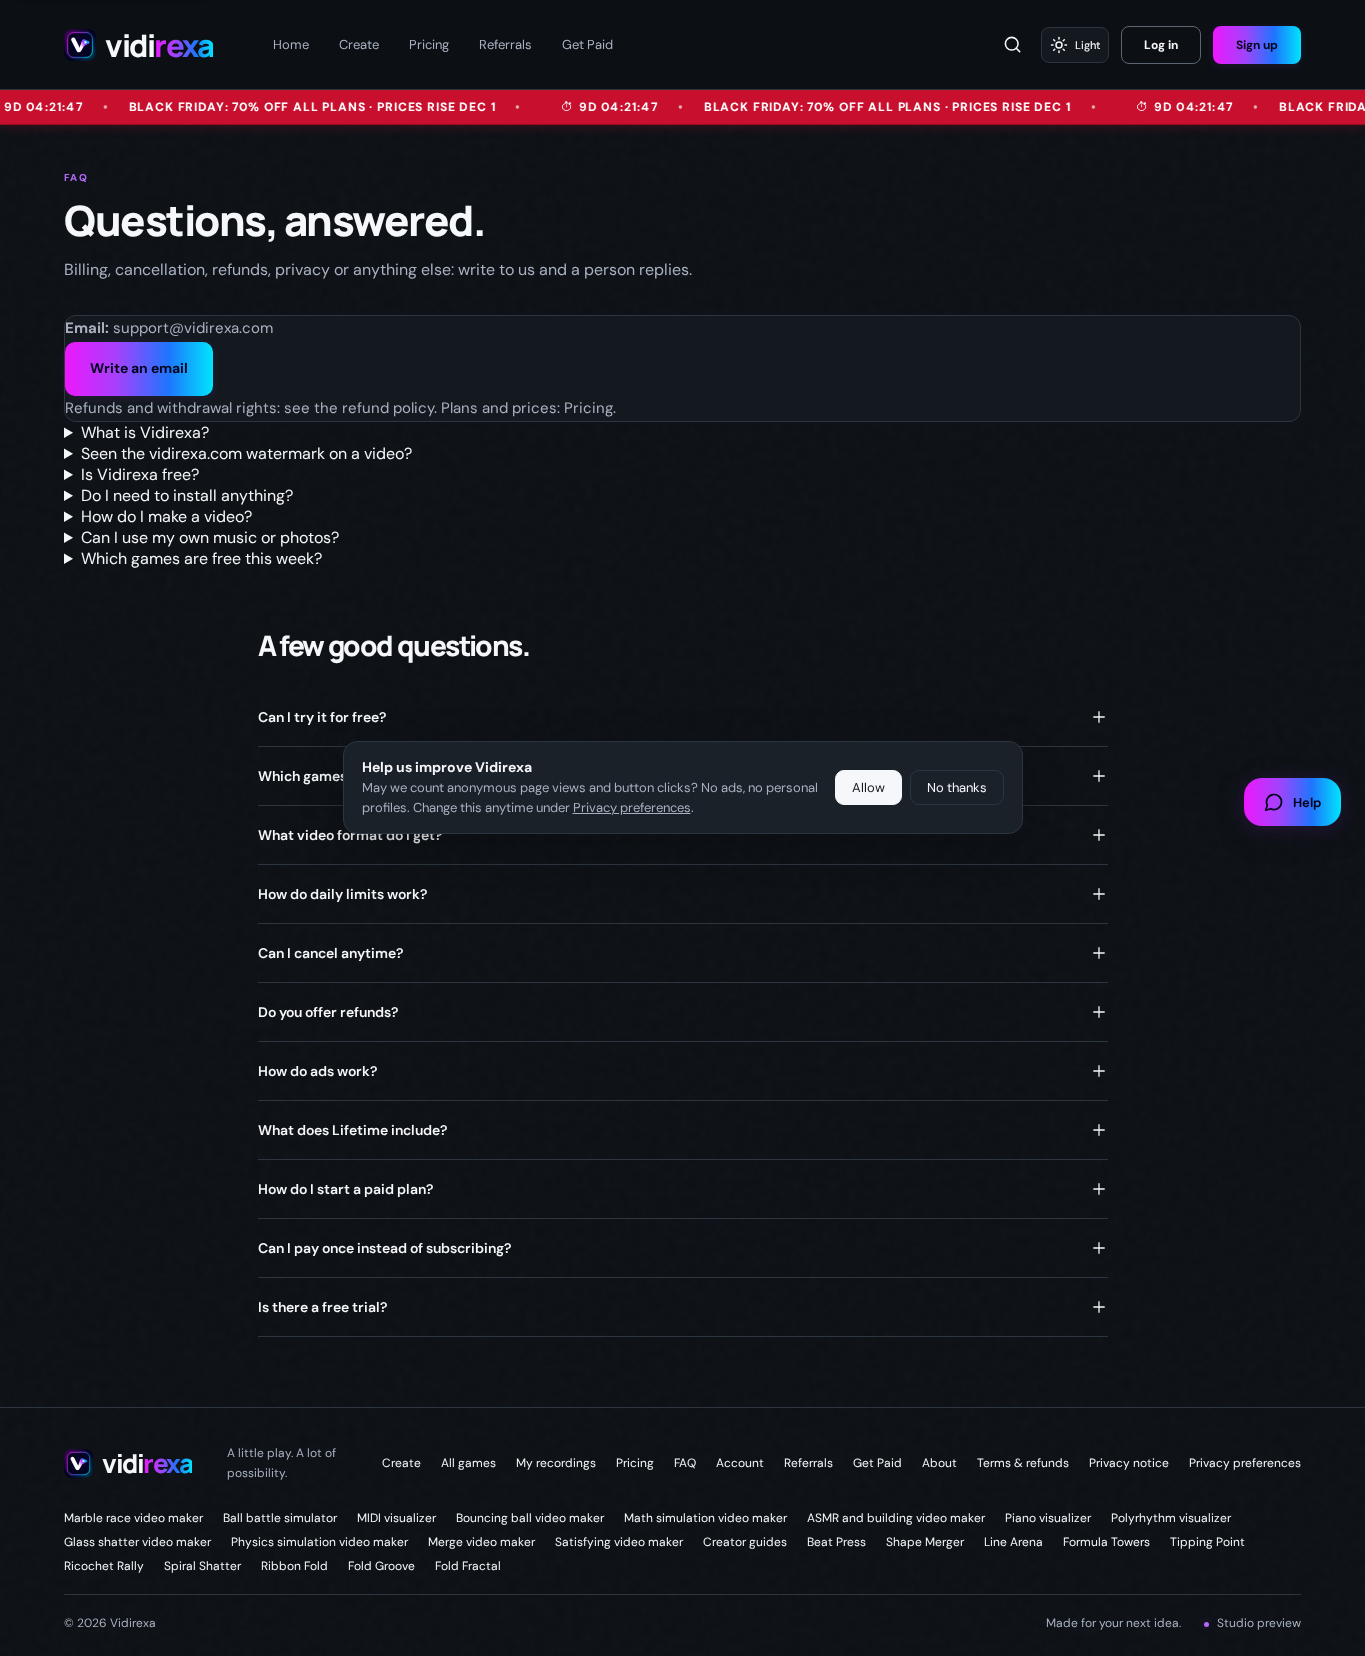 vidirexa
Home Create Pricing Referrals Get Paid
Light Log in Sign up
9D 04:21:47 • BLACK FRIDAY: 70% OFF ALL PLANS · PRICES RISE DEC 1 • ⏱ 9D 04:21:47 • BLACK FRIDAY: 70% OFF ALL PLANS · PRICES RISE DEC 1 • ⏱ 9D 04:21:47 • BLACK FRIDA
FAQ
Questions, answered.
Billing, cancellation, refunds, privacy or anything else: write to us and a person replies.
Email: support@vidirexa.com
Write an email
Refunds and withdrawal rights: see the refund policy. Plans and prices: Pricing.
What is Vidirexa?
Seen the vidirexa.com watermark on a video?
Is Vidirexa free?
Do I need to install anything?
How do I make a video?
Can I use my own music or photos?
Which games are free this week?
A few good questions.
Can I try it for free?
Which games
Help us improve Vidirexa
May we count anonymous page views and button clicks? No ads, no personal
profiles. Change this anytime under Privacy preferences.
Allow No thanks
Help
What video format do I get?
How do daily limits work?
Can I cancel anytime?
Do you offer refunds?
How do ads work?
What does Lifetime include?
How do I start a paid plan?
Can I pay once instead of subscribing?
Is there a free trial?
vidirexa
A little play. A lot of
possibility.
Create All games My recordings Pricing FAQ Account Referrals Get Paid About Terms & refunds Privacy notice Privacy preferences
Marble race video maker Ball battle simulator MIDI visualizer Bouncing ball video maker Math simulation video maker ASMR and building video maker Piano visualizer Polyrhythm visualizer
Glass shatter video maker Physics simulation video maker Merge video maker Satisfying video maker Creator guides Beat Press Shape Merger Line Arena Formula Towers Tipping Point
Ricochet Rally Spiral Shatter Ribbon Fold Fold Groove Fold Fractal
© 2026 Vidirexa
Made for your next idea. • Studio preview